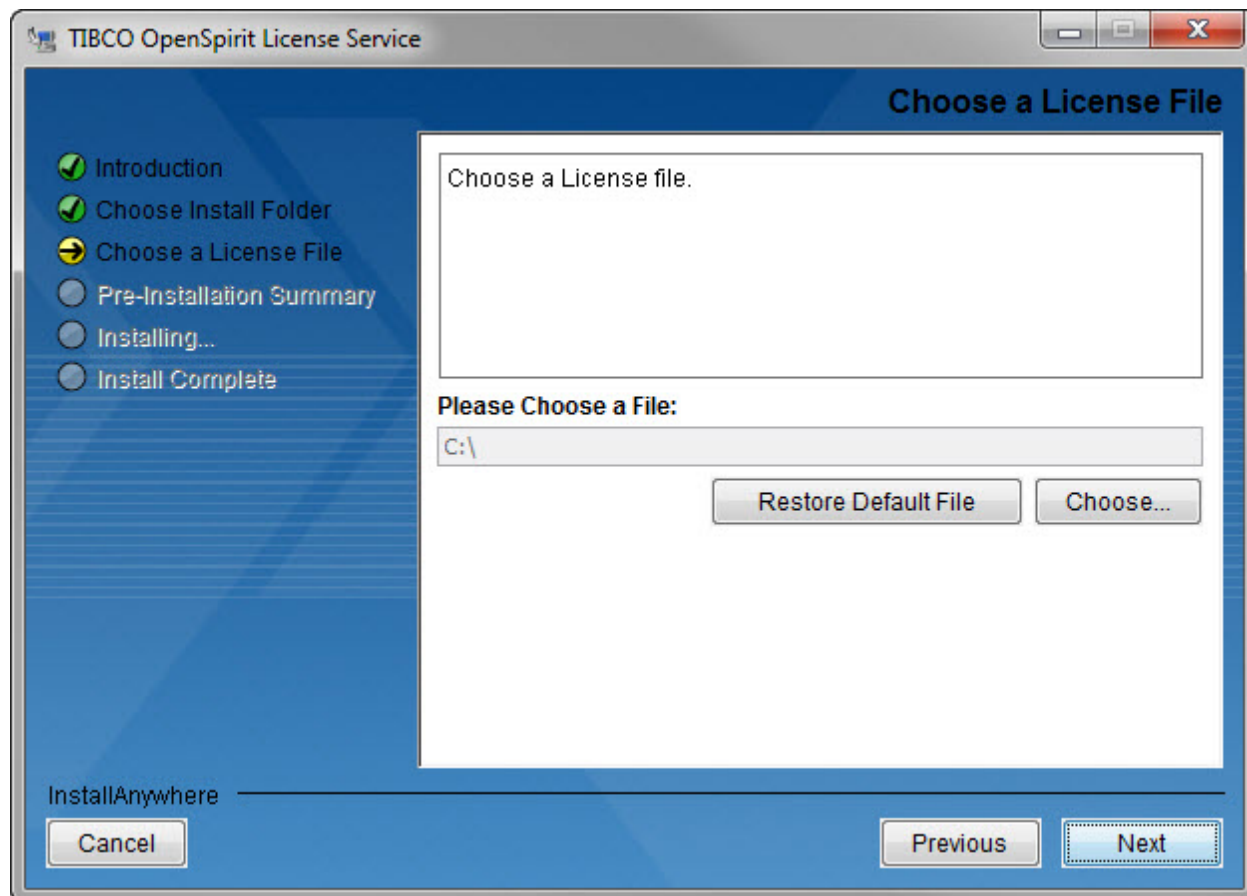 TIBCO OpenSpirit License Service
Choose a License File
Introduction
Choose Install Folder
Choose a License File
Pre-Installation Summary
Installing...
Install Complete
Choose a License file.
Please Choose a File:
C:\
Restore Default File
Choose...
InstallAnywhere
Cancel
Previous
Next